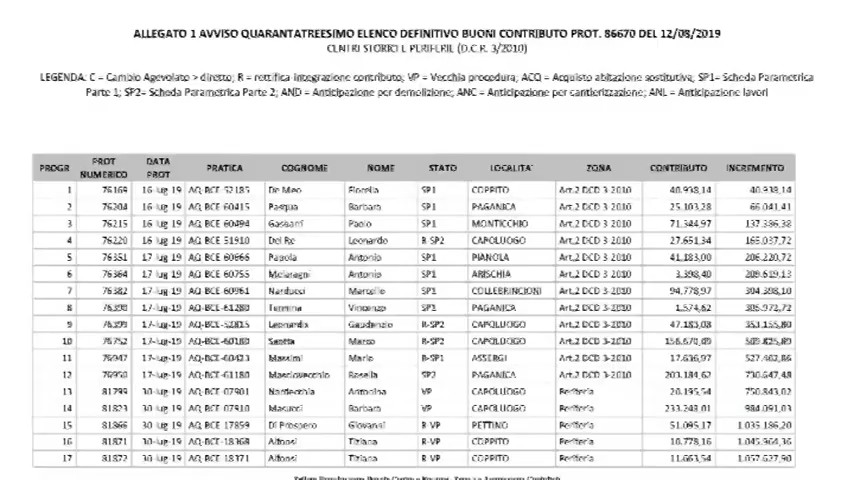 ALLEGATO 1 AVVISO QUARANTATREESIMO ELENCO DEFINITIVO BUONI CONTRIBUTO PROT. 86670 DEL 12/08/2019
CENTRI STORICI E PERIFERIE (D.C.R. 3/2010)
LEGENDA: C = Cambio Agevolato > diretto; R = rettifica-integrazione contributo; VP = Vecchia procedura; ACQ = Acquisto abitazione sostitutiva; SP1= Scheda Parametrica
Parte 1; SP2= Scheda Parametrica Parte 2; AND = Anticipazione per demolizione; ANC = Anticipazione per cantierizzazione; ANL = Anticipazione lavori
PROGR PROT NUMERICO DATA PROT PRATICA COGNOME NOME STATO LOCALITA' ZONA CONTRIBUTO INCREMENTO
1 76169 16-lug-19 AQ-BCE-52185 De Meo Fiorella SP1 COPPITO Art.2 DCD 3-2010 40.938,14 40.938,14
2 76204 16-lug-19 AQ-BCE-60415 Pasqua Barbara SP1 PAGANICA Art.2 DCD 3-2010 25.103,28 66.041,41
3 76215 16-lug-19 AQ-BCE-60494 Paolo SP1 MONTICCHIO Art.2 DCD 3-2010 71.344,97 137.386,38
4 76220 16-lug-19 AQ-BCE-51910 Del Re Leonardo R-SP2 CAPOLUOGO Art.2 DCD 3-2010 27.651,34 165.037,72
5 76351 17-lug-19 AQ-BCE-60666 Antonio SP1 PIANOLA Art.2 DCD 3-2010 41.183,00 206.220,72
6 76364 17-lug-19 AQ-BCE-60755 Melaragni Antonio SP1 ARISCHIA Art.2 DCD 3-2010 3.398,40 209.619,13
7 76382 17-lug-19 AQ-BCE-60961 Narducci Marcello SP1 COLLEBRINCIONI Art.2 DCD 3-2010 94.778,97 304.398,10
8 76390 17-lug-19 AQ-BCE-61280 Vincenzo SP1 PAGANICA Art.2 DCD 3-2010 1.574,62 305.972,72
9 76399 17-lug-19 AQ-BCE-52815 Leonardis Gaudenzio R-SP2 CAPOLUOGO Art.2 DCD 3-2010 47.183,08 353.155,80
10 76752 17-lug-19 AQ-BCE-60180 Marco R-SP2 CAPOLUOGO Art.2 DCD 3-2010 156.670,09 509.825,89
11 76947 17-lug-19 AQ-BCE-60423 Massimi Mario R-SP1 ASSERGI Art.2 DCD 3-2010 17.636,97 527.462,86
12 76950 17-lug-19 AQ-BCE-61180 Masciovecchio Rosella SP2 PAGANICA Art.2 DCD 3-2010 203.184,62 730.647,48
13 81799 30-lug-19 AQ-BCE-07901 Nardecchia Antonina VP CAPOLUOGO Periferia 20.195,54 750.843,02
14 81823 30-lug-19 AQ-BCE-07910 Masucci Barbara VP CAPOLUOGO Periferia 233.248,01 984.091,03
15 81866 30-lug-19 AQ-BCE-17859 Di Prospero Giovanni R-VP PETTINO Periferia 51.095,17 1.035.186,20
16 81871 30-lug-19 AQ-BCE-18368 Alfonsi Tiziana R-VP COPPITO Periferia 10.778,16 1.045.964,36
17 81872 30-lug-19 AQ-BCE-18371 Alfonsi Tiziana R-VP COPPITO Periferia 11.663,54 1.057.627,90